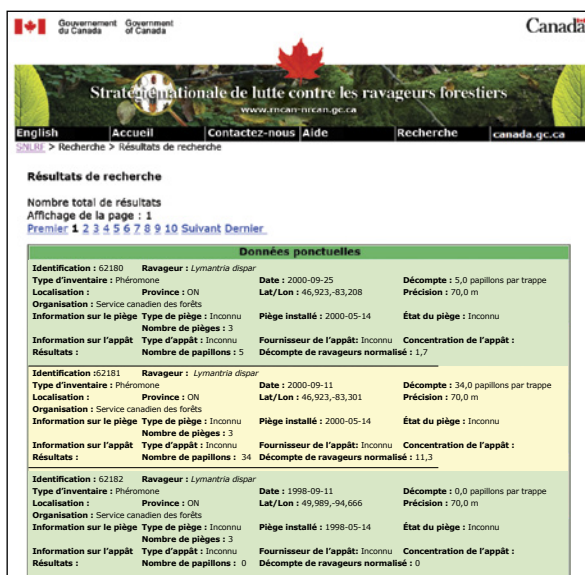 Gouvernement Government
du Canada of Canada
Canada
Stratégie nationale de lutte contre les ravageurs forestiers
www.rncan-nrcan.gc.ca
English Accueil Contactez-nous Aide Recherche canada.gc.ca
SNLRF > Recherche > Résultats de recherche
Résultats de recherche
Nombre total de résultats
Affichage de la page : 1
Premier 1 2 3 4 5 6 7 8 9 10 Suivant Dernier
Données ponctuelles
Identification : 62180 Ravageur : Lymantria dispar
Type d'inventaire : Phéromone Date : 2000-09-25 Décompte : 5,0 papillons par trappe
Localisation : Province : ON Lat/Lon : 46,923,-83,208 Précision : 70,0 m
Organisation : Service canadien des forêts
Information sur le piège Type de piège : Inconnu Piège installé : 2000-05-14 État du piège : Inconnu
Nombre de pièges : 3
Information sur l'appât Type d'appât : Inconnu Fournisseur de l'appât: Inconnu Concentration de l'appât :
Résultats : Nombre de papillons : 5 Décompte de ravageurs normalisé : 1,7
Identification :62181 Ravageur : Lymantria dispar
Type d'inventaire : Phéromone Date : 2000-09-11 Décompte : 34,0 papillons par trappe
Localisation : Province : ON Lat/Lon : 46,923,-83,301 Précision : 70,0 m
Organisation : Service canadien des forêts
Information sur le piège Type de piège : Inconnu Piège installé : 2000-05-14 État du piège : Inconnu
Nombre de pièges : 3
Information sur l'appât Type d'appât : Inconnu Fournisseur de l'appât: Inconnu Concentration de l'appât :
Résultats : Nombre de papillons : 34 Décompte de ravageurs normalisé : 11,3
Identification : 62182 Ravageur : Lymantria dispar
Type d'inventaire : Phéromone Date : 1998-09-11 Décompte : 0,0 papillons par trappe
Localisation : Province : ON Lat/Lon : 49,989,-94,666 Précision : 70,0 m
Organisation : Service canadien des forêts
Information sur le piège Type de piège : Inconnu Piège installé : 1998-05-14 État du piège : Inconnu
Nombre de pièges : 3
Information sur l'appât Type d'appât : Inconnu Fournisseur de l'appât: Inconnu Concentration de l'appât :
Résultats : Nombre de papillons : 0 Décompte de ravageurs normalisé : 0